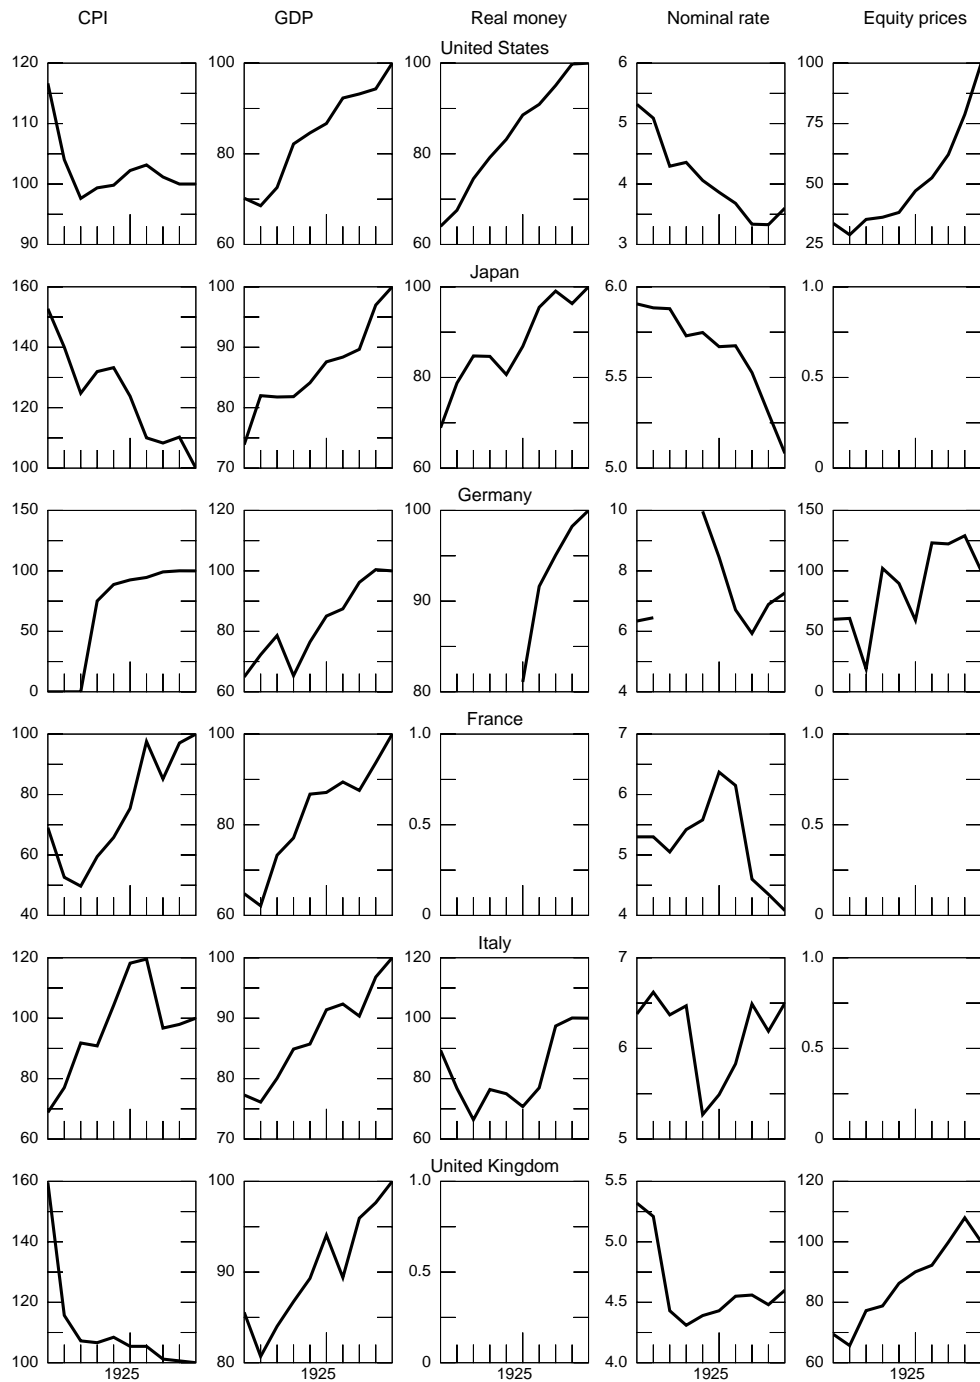 CPI GDP Real money Nominal rate Equity prices
United States
120 100 100 6 100
110 5 75
80 80
100 4 50
90 60 60 3 25
Japan
160 100 100 6.0 1.0
140 90
80 5.5 0.5
120 80
100 70 60 5.0 0
Germany
150 120 100 10 150
100 100 8 100
90
50 80 6 50
0 60 80 4 0
France
100 100 1.0 7 1.0
80 6
80 0.5 0.5
60 5
40 60 0 4 0
Italy
120 100 120 7 1.0
100 90 100
6 0.5
80 80 80
60 70 60 5 0
United Kingdom
160 100 1.0 5.5 120
140 5.0 100
90 0.5
120 4.5 80
100 80 0 4.0 60
1925 1925 1925 1925 1925